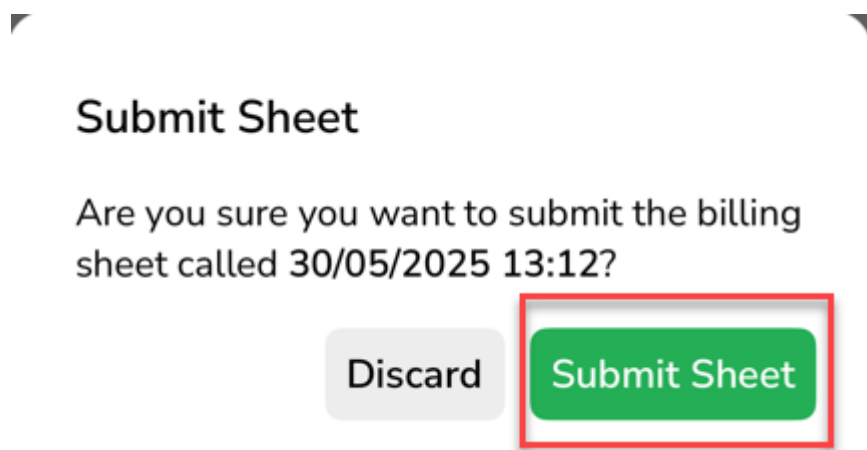 Submit Sheet
Are you sure you want to submit the billing
sheet called 30/05/2025 13:12?
Discard
Submit Sheet